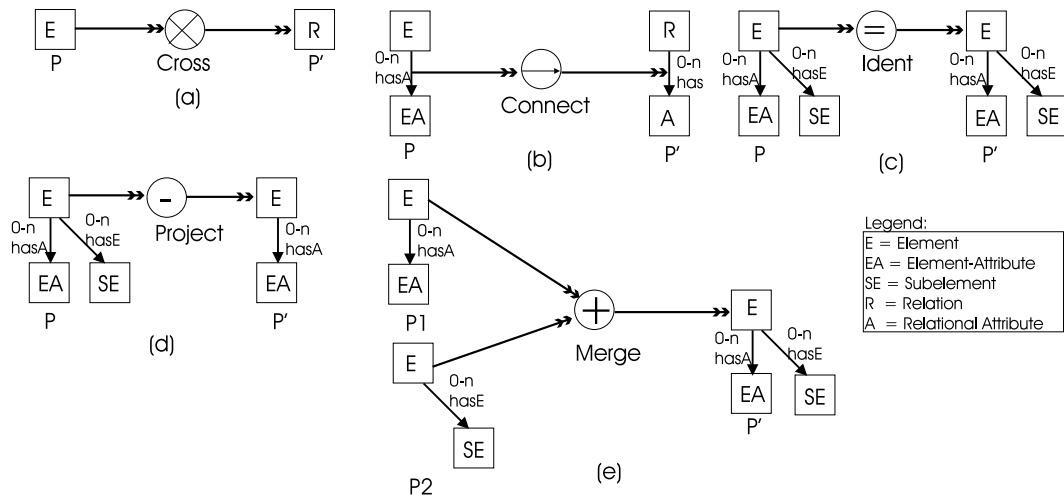 E
R
P
Cross
P'
(a)
E
R
0-n
hasA
0-n
has
EA
Connect
A
P
P'
(b)
E
=
E
0-n
hasA
0-n
hasE
Ident
0-n
hasA
0-n
hasE
EA
SE
EA
SE
P
P'
(c)
E
-
E
0-n
hasA
0-n
hasE
Project
0-n
hasA
EA
SE
EA
P
P'
(d)
E
0-n
hasA
EA
P1
E
0-n
hasE
SE
P2
+
Merge
E
0-n
hasA
0-n
hasE
EA
SE
P'
(e)
Legend:
E = Element
EA = Element-Attribute
SE = Subelement
R = Relation
A = Relational Attribute